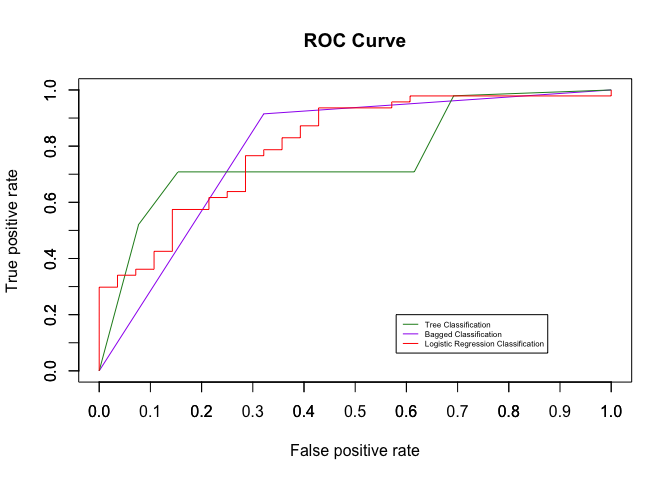 ROC Curve
True positive rate
1.0
0.8
0.6
0.4
0.2
0.0
Tree Classification
Bagged Classification
Logistic Regression Classification
0.0 0.1 0.2 0.3 0.4 0.5 0.6 0.7 0.8 0.9 1.0
False positive rate